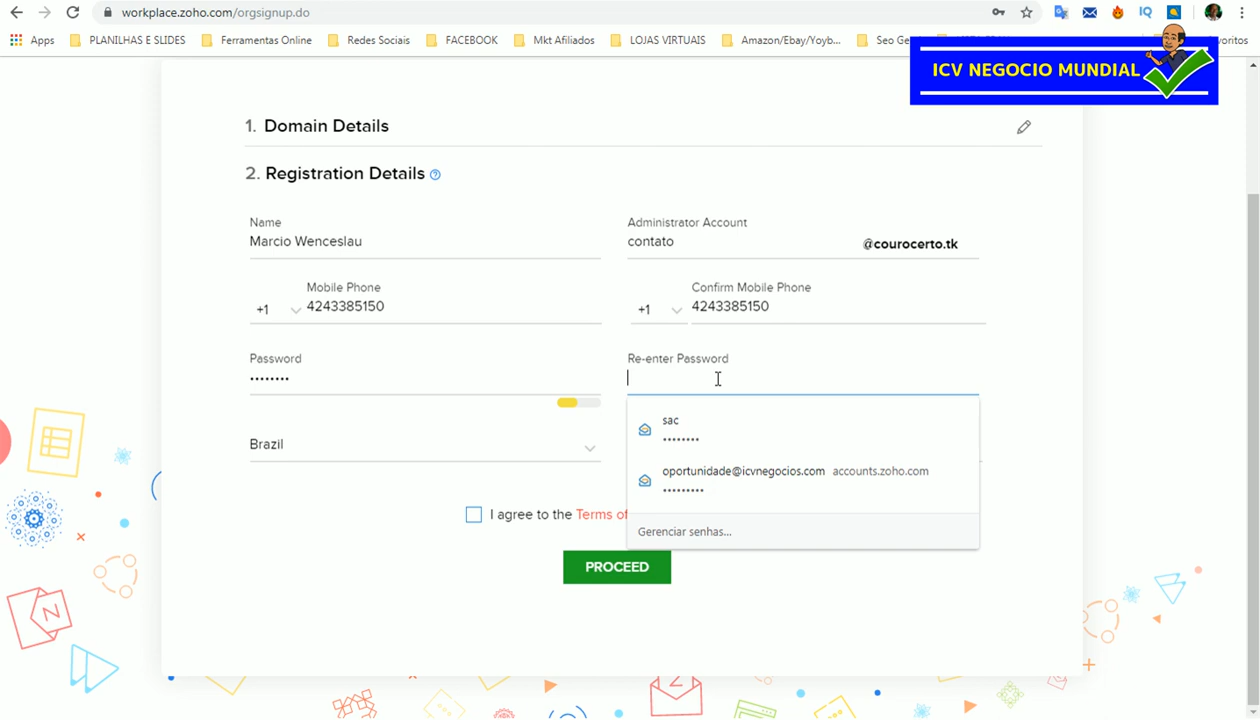 workplace.zoho.com/orgsignup.do
Apps PLANILHAS E SLIDES Ferramentas Online Redes Sociais FACEBOOK Mkt Afiliados LOJAS VIRTUAIS Amazon/Ebay/Yoyb... Seo Ge
ICV NEGOCIO MUNDIAL
1. Domain Details
2. Registration Details ?
Name
Marcio Wenceslau
Administrator Account
contato @courocerto.tk
Mobile Phone
+1 4243385150
Confirm Mobile Phone
+1 4243385150
Password
••••••••
Re-enter Password
sac
••••••••
oportunidade@icvnegocios.com accounts.zoho.com
•••••••••
Gerenciar senhas...
Brazil
I agree to the Terms of
PROCEED